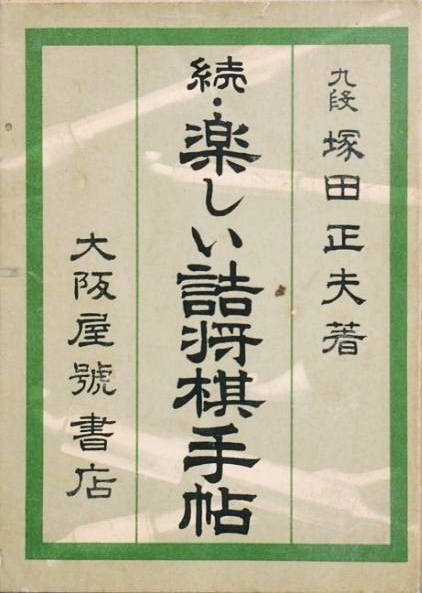 九段 塚田正夫著
続・楽しい詰将棋手帖
大阪屋號書店